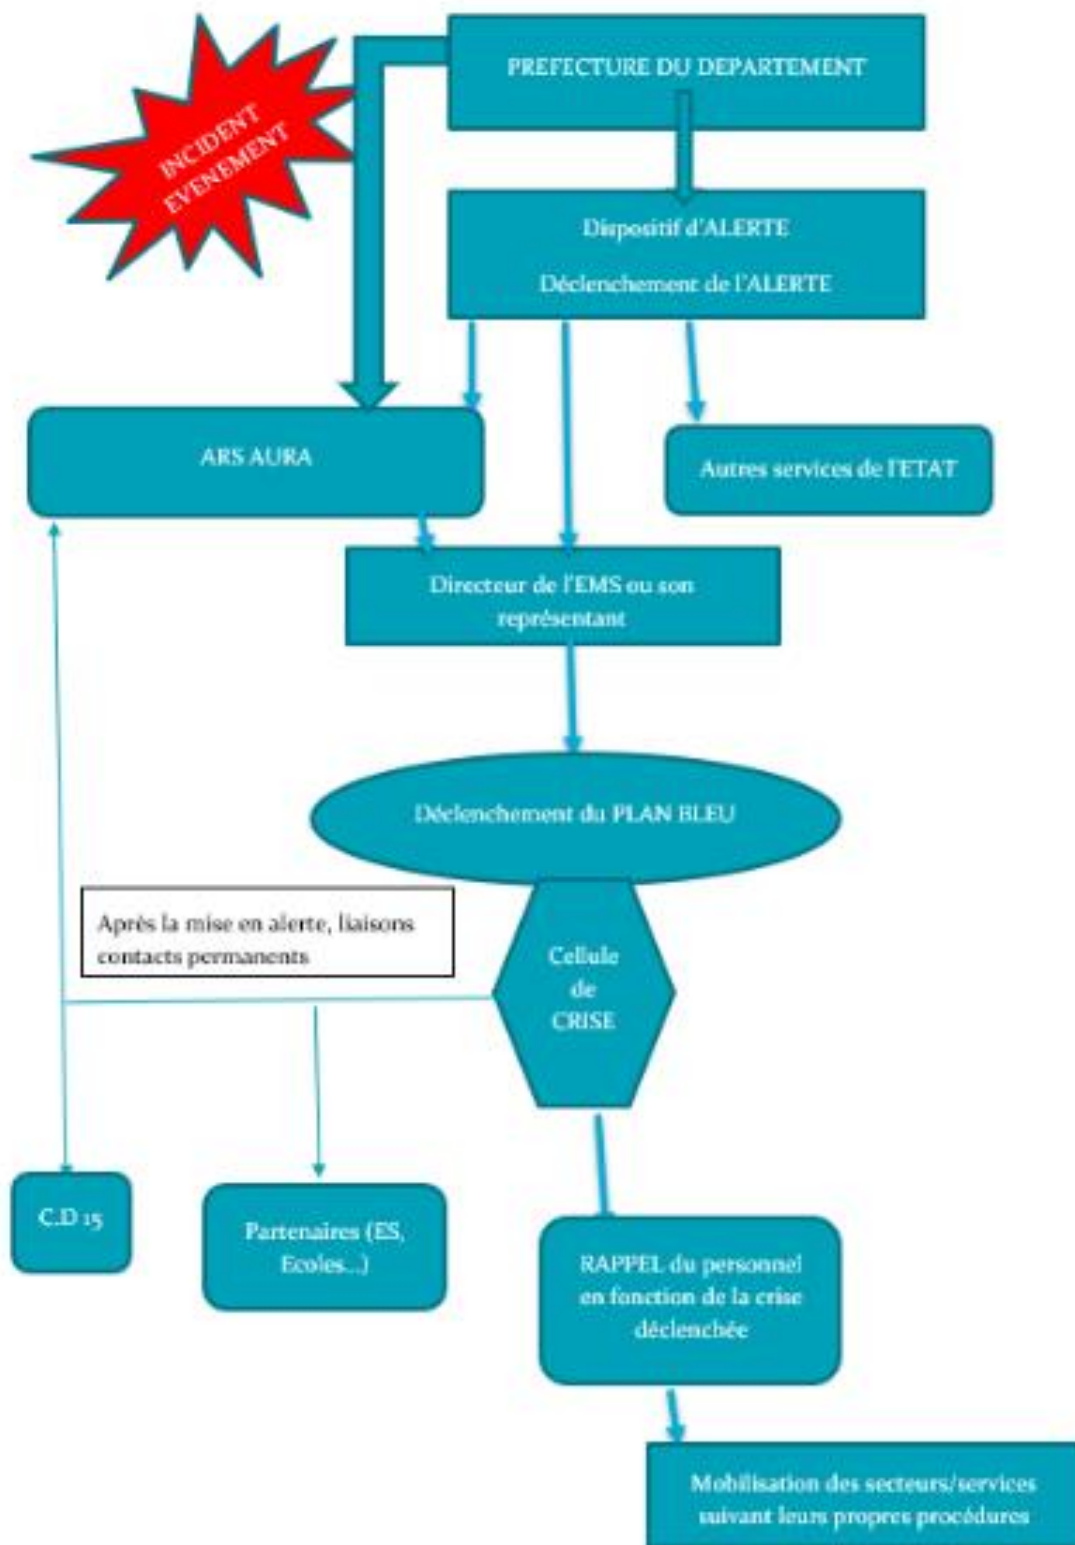 INCIDENT
EVENEMENT
PREFECTURE DU DEPARTEMENT
Dispositif d'ALERTE
Déclenchement de l'ALERTE
ARS AURA
Autres services de l'ETAT
Directeur de l'EMS ou son
représentant
Déclenchement du PLAN BLEU
Après la mise en alerte, liaisons
contacts permanents
Cellule
de
CRISE
C.D 15
Partenaires (ES,
Ecoles...)
RAPPEL du personnel
en fonction de la crise
déclenchée
Mobilisation des secteurs/services
suivant leurs propres procédures